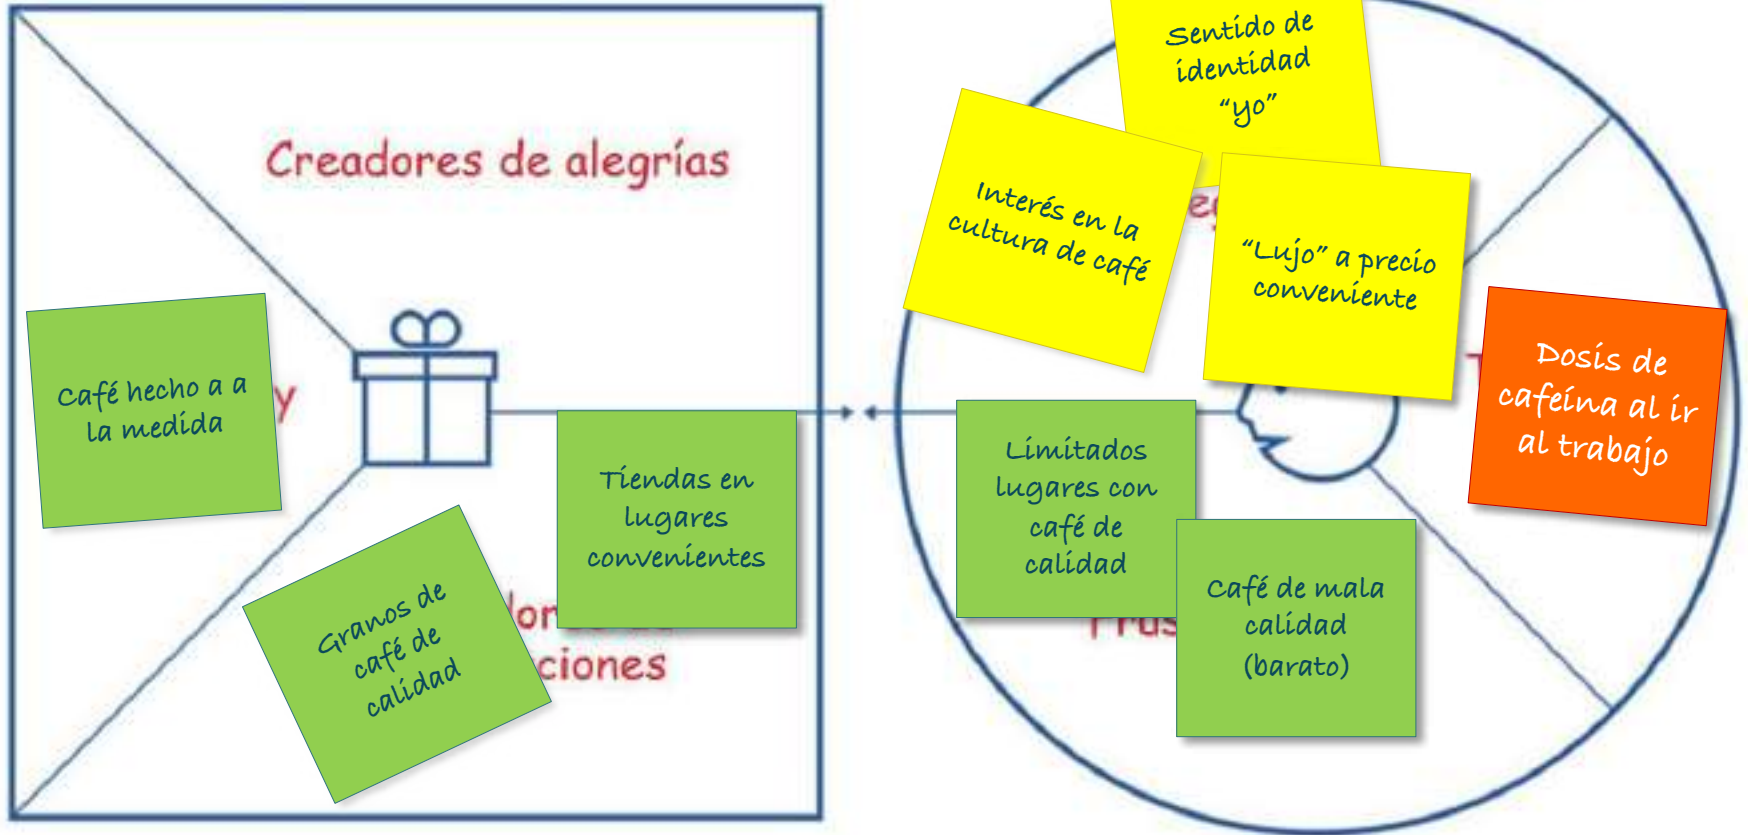 Creadores de alegrías
Café hecho a a
la medida
y
Tiendas en
lugares
convenientes
Granos de
café de
calidad
ciones
Sentido de
identidad
“yo”
Interés en la
cultura de café
“Lujo” a precio
conveniente
Dosis de
cafeína al ir
al trabajo
Limitados
lugares con
café de
calidad
Café de mala
calidad
(barato)